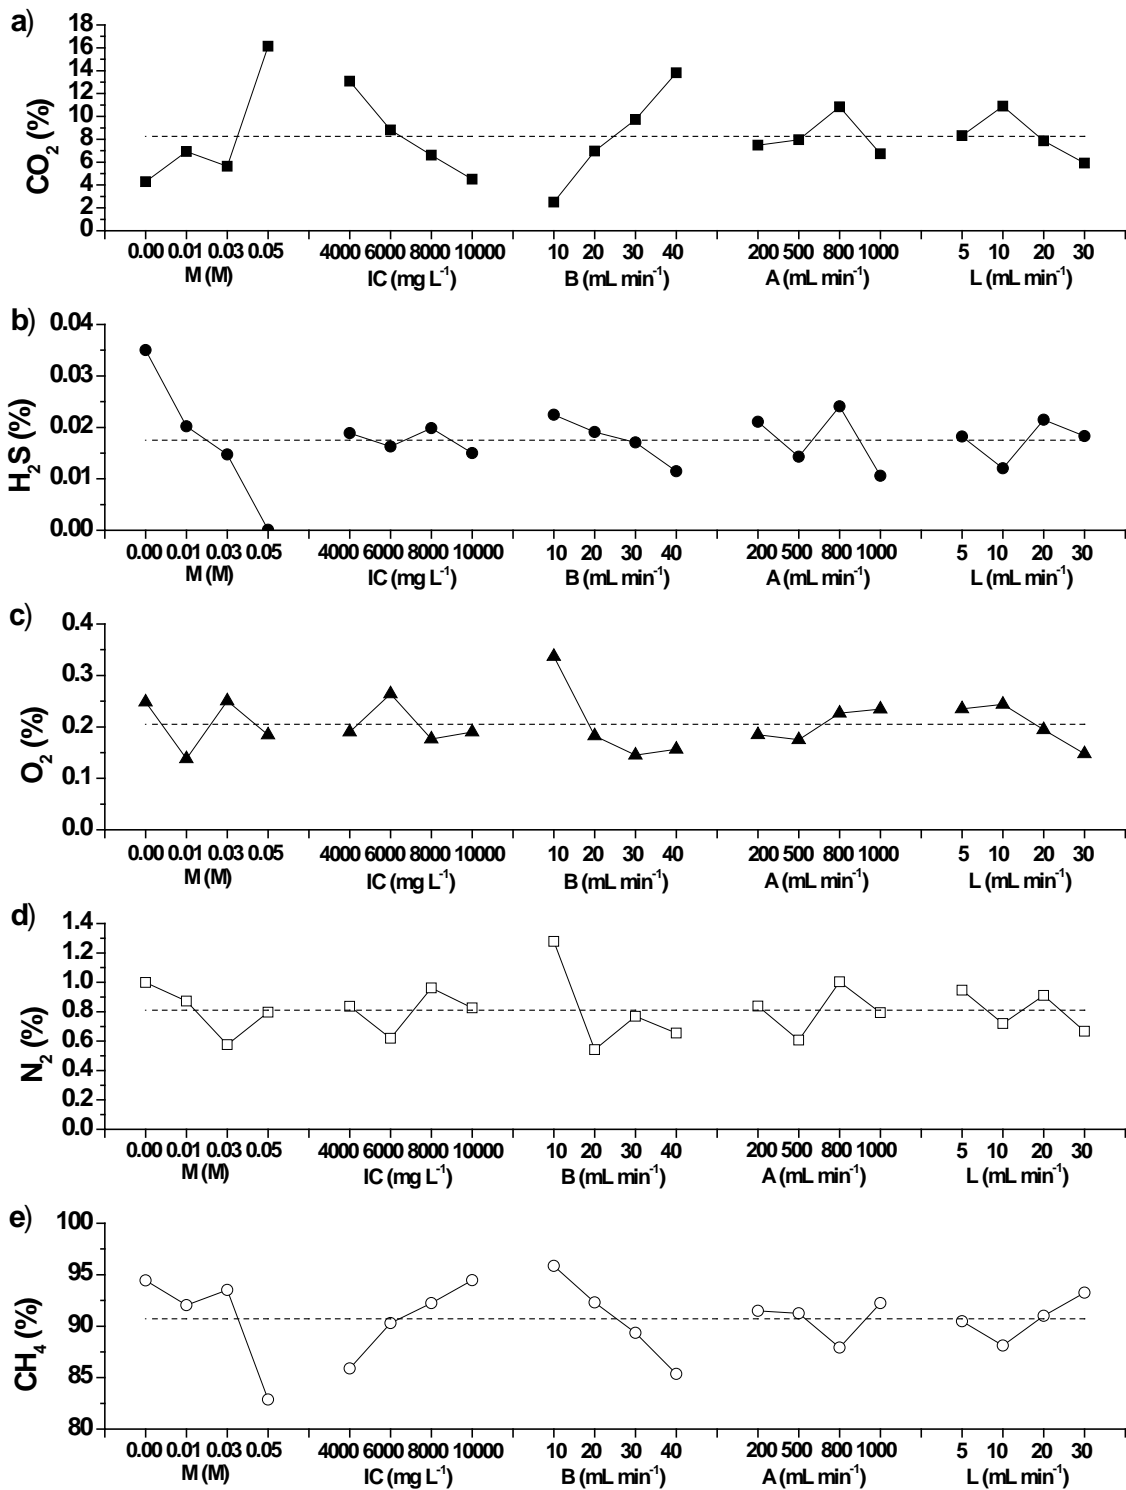 a)
18
16
14
12
10
8
6
4
2
0
CO₂ (%)
0.00 0.01 0.03 0.05 4000 6000 8000 10000 10 20 30 40 200 500 800 1000 5 10 20 30
M (M) IC (mg L⁻¹) B (mL min⁻¹) A (mL min⁻¹) L (mL min⁻¹)
b)
0.04
0.03
0.02
0.01
0.00
H₂S (%)
0.00 0.01 0.03 0.05 4000 6000 8000 10000 10 20 30 40 200 500 800 1000 5 10 20 30
M (M) IC (mg L⁻¹) B (mL min⁻¹) A (mL min⁻¹) L (mL min⁻¹)
c)
0.4
0.3
0.2
0.1
0.0
O₂ (%)
0.00 0.01 0.03 0.05 4000 6000 8000 10000 10 20 30 40 200 500 800 1000 5 10 20 30
M (M) IC (mg L⁻¹) B (mL min⁻¹) A (mL min⁻¹) L (mL min⁻¹)
d)
1.4
1.2
1.0
0.8
0.6
0.4
0.2
0.0
N₂ (%)
0.00 0.01 0.03 0.05 4000 6000 8000 10000 10 20 30 40 200 500 800 1000 5 10 20 30
M (M) IC (mg L⁻¹) B (mL min⁻¹) A (mL min⁻¹) L (mL min⁻¹)
e)
100
95
90
85
80
CH₄ (%)
0.00 0.01 0.03 0.05 4000 6000 8000 10000 10 20 30 40 200 500 800 1000 5 10 20 30
M (M) IC (mg L⁻¹) B (mL min⁻¹) A (mL min⁻¹) L (mL min⁻¹)